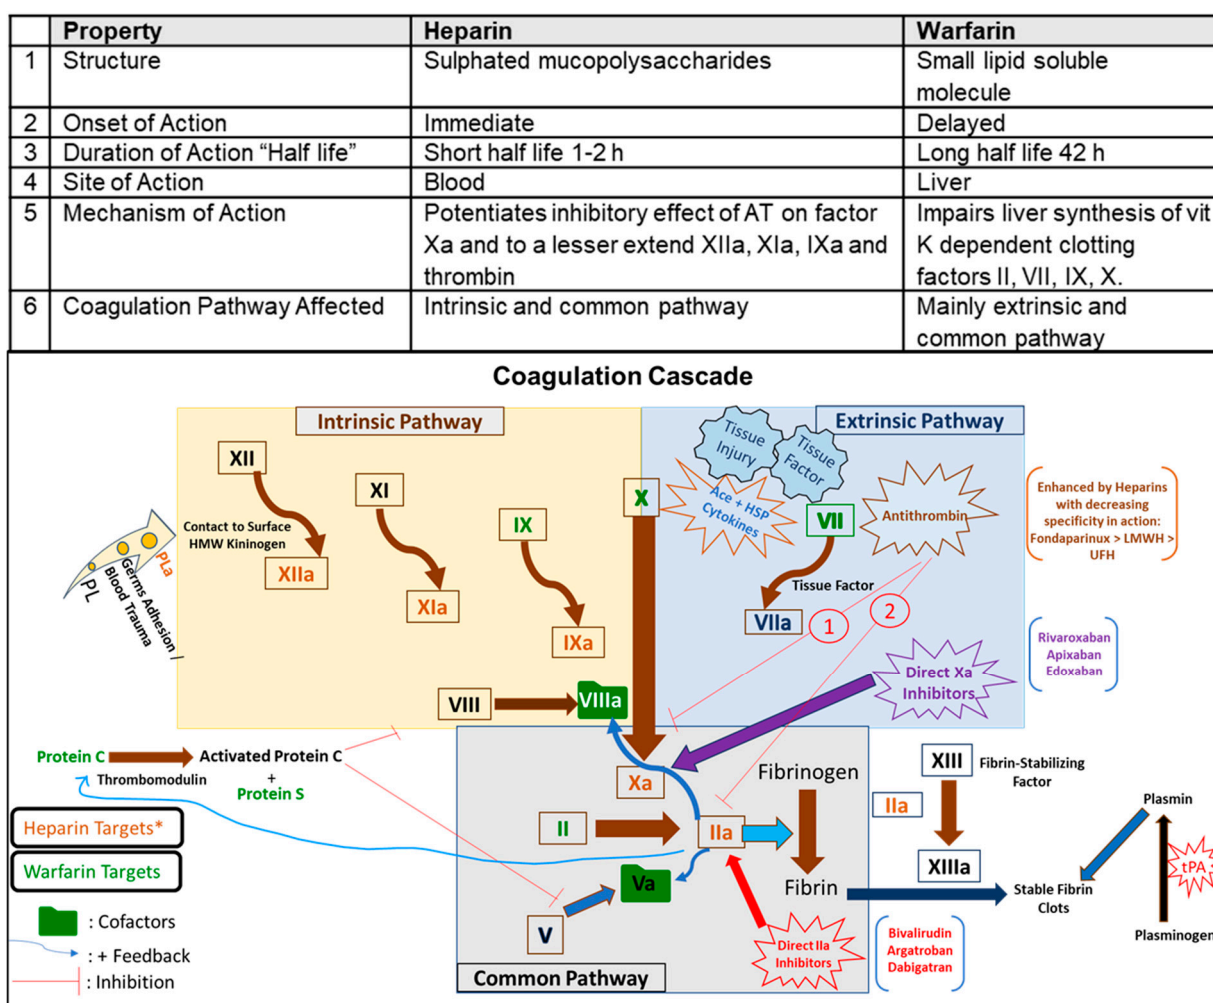 Property Heparin Warfarin
1 Structure Sulphated mucopolysaccharides Small lipid soluble
molecule
2 Onset of Action Immediate Delayed
3 Duration of Action “Half life” Short half life 1-2 h Long half life 42 h
4 Site of Action Blood Liver
5 Mechanism of Action Potentiates inhibitory effect of AT on factor Impairs liver synthesis of vit
Xa and to a lesser extend XIIa, XIa, IXa and K dependent clotting
thrombin factors II, VII, IX, X.
6 Coagulation Pathway Affected Intrinsic and common pathway Mainly extrinsic and
common pathway
Coagulation Cascade
Intrinsic Pathway
Extrinsic Pathway
XII
XI
IX
X
Contact to Surface
HMW Kininogen
XIIa
XIa
IXa
VIII
VIIIa
PL
PLa
Germs Adhesion /
Blood Trauma
Tissue
Injury
Tissue
Factor
Ace + HSP
Cytokines
VII
Antithrombin
Tissue Factor
VIIa
1
2
Enhanced by Heparins
with decreasing
specificity in action:
Fondaparinux > LMWH >
UFH
Direct Xa
Inhibitors
Rivaroxaban
Apixaban
Edoxaban
Protein C
Thrombomodulin
Activated Protein C
+
Protein S
Xa
II
IIa
Fibrinogen
Fibrin
V
Va
Direct IIa
Inhibitors
Common Pathway
Bivalirudin
Argatroban
Dabigatran
XIII
Fibrin-Stabilizing
Factor
IIa
XIIIa
Stable Fibrin
Clots
Plasmin
tPA
Plasminogen
Heparin Targets*
Warfarin Targets
: Cofactors
: + Feedback
: Inhibition